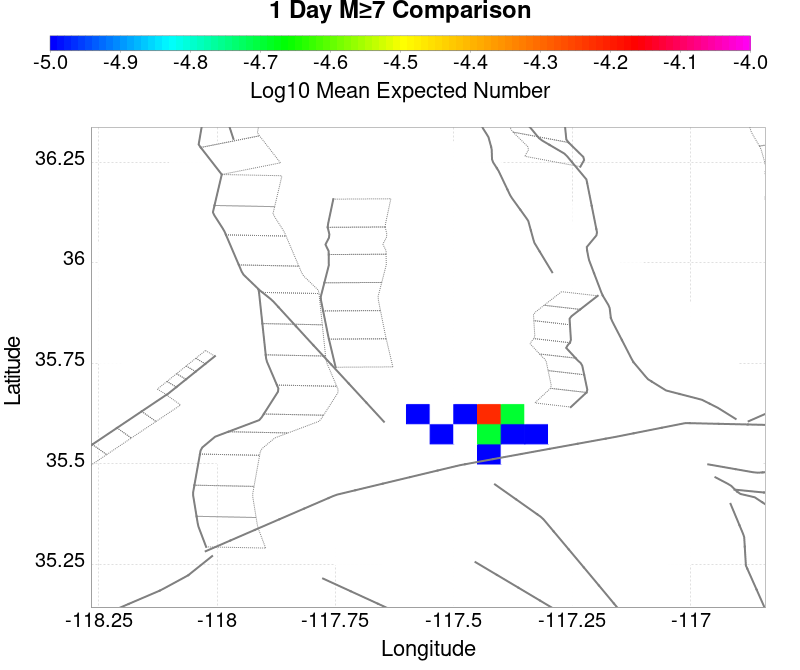 1 Day M≥7 Comparison
-5.0 -4.9 -4.8 -4.7 -4.6 -4.5 -4.4 -4.3 -4.2 -4.1 -4.0
Log10 Mean Expected Number
36.25
36
35.75
35.5
35.25
Latitude
-118.25 -118 -117.75 -117.5 -117.25 -117
Longitude